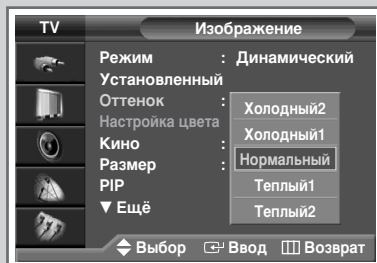 TV Изображение
Режим : Динамический
Установленный
Оттенок :
Настройка цвета
Кино :
Размер :
PIP
▼ Ещё
Холодный2
Холодный1
Нормальный
Теплый1
Теплый2
Выбор Ввод Возврат